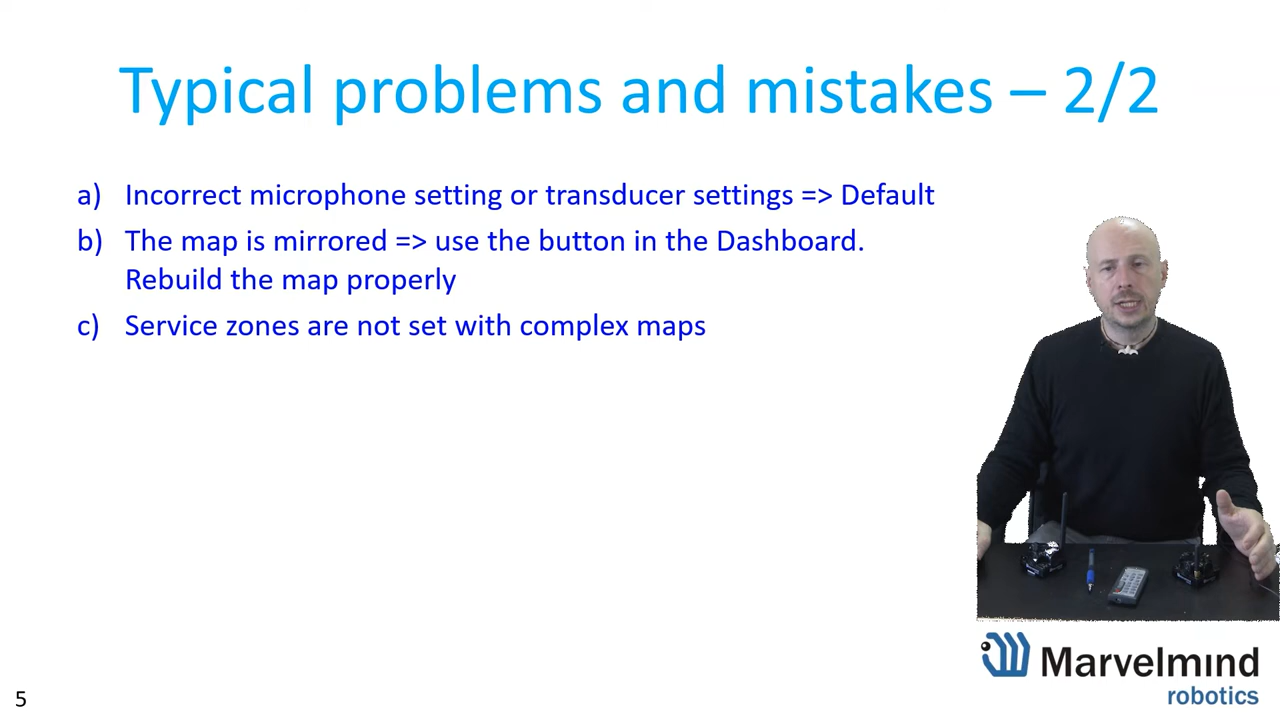 Typical problems and mistakes – 2/2
a) Incorrect microphone setting or transducer settings => Default
b) The map is mirrored => use the button in the Dashboard.
Rebuild the map properly
c) Service zones are not set with complex maps
Marvelmind
robotics
5